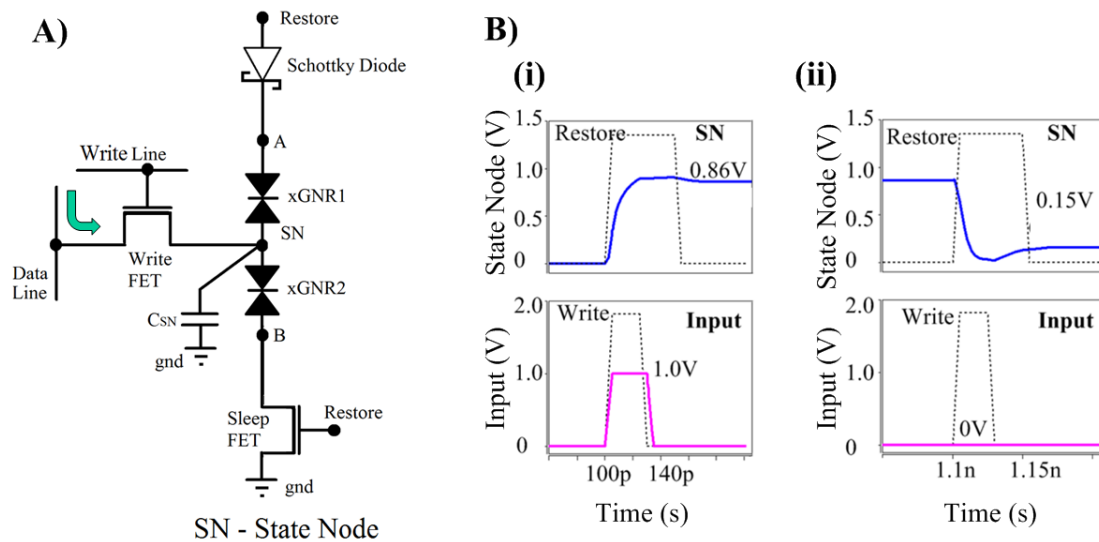 A)
Restore
Schottky Diode
A
Write Line
xGNR1
SN
Write
FET
Data
Line
xGNR2
CSN
B
gnd
Sleep
FET
Restore
gnd
SN - State Node
B)
(i)
State Node (V)
1.5
1.0
0.5
0
Restore
SN
0.86V
Input (V)
2.0
1.0
0
Write
Input
1.0V
100p
140p
Time (s)
(ii)
State Node (V)
1.5
1.0
0.5
0
Restore
SN
0.15V
Input (V)
2.0
1.0
0
Write
Input
0V
1.1n
1.15n
Time (s)